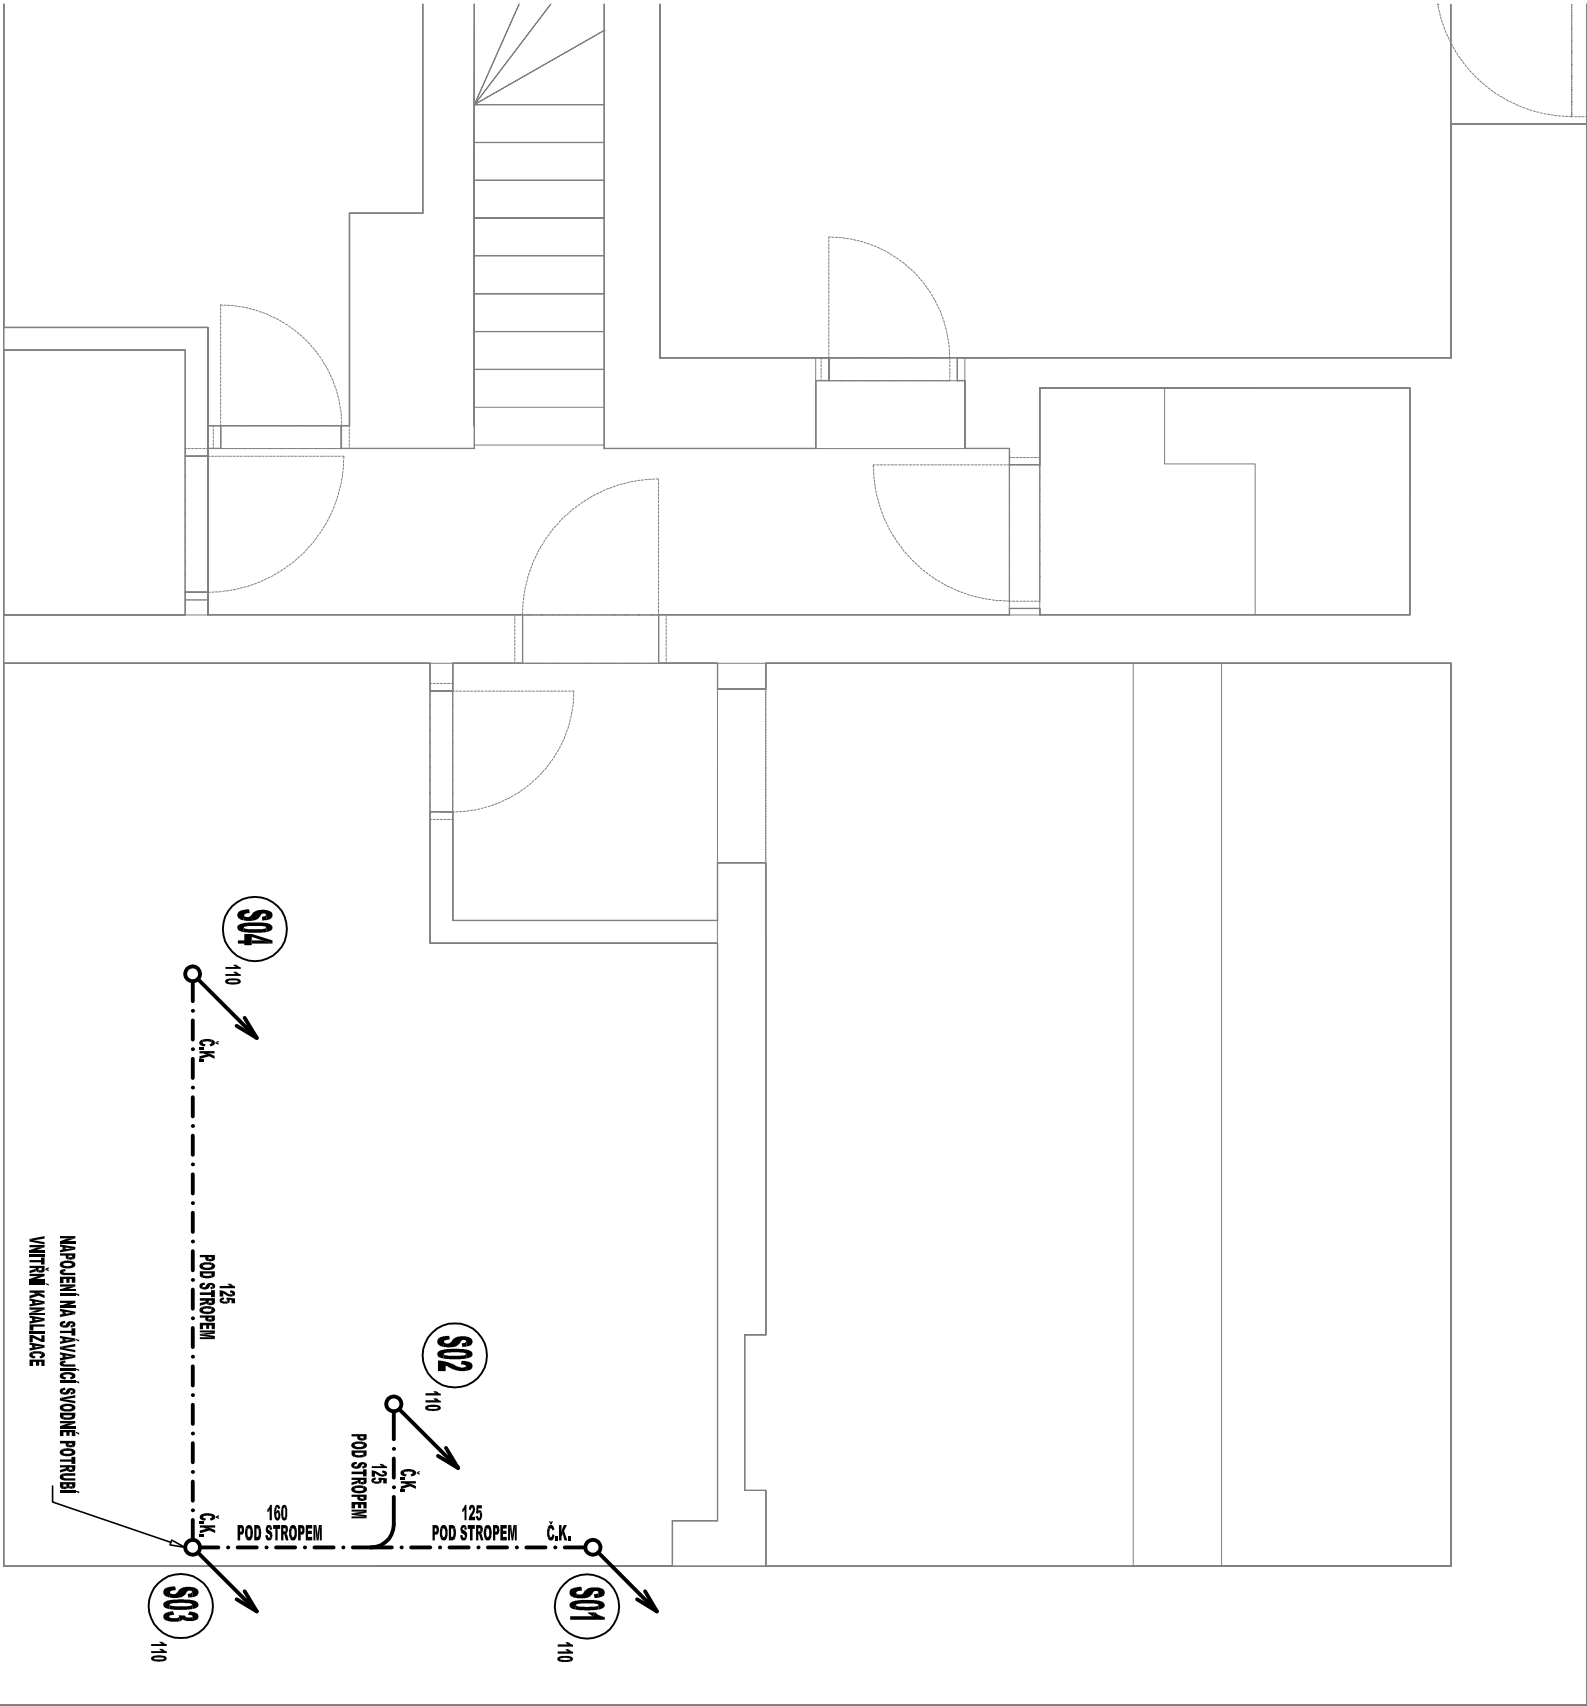 S04
110
Č.K.
125
POD STROPEM
S02
110
Č.K.
125
POD STROPEM
NAPOJENÍ NA STÁVAJÍCÍ SVODNÉ POTRUBÍ
VNITŘNÍ KANALIZACE
Č.K.
160
POD STROPEM
125
POD STROPEM
Č.K.
S03
110
S01
110